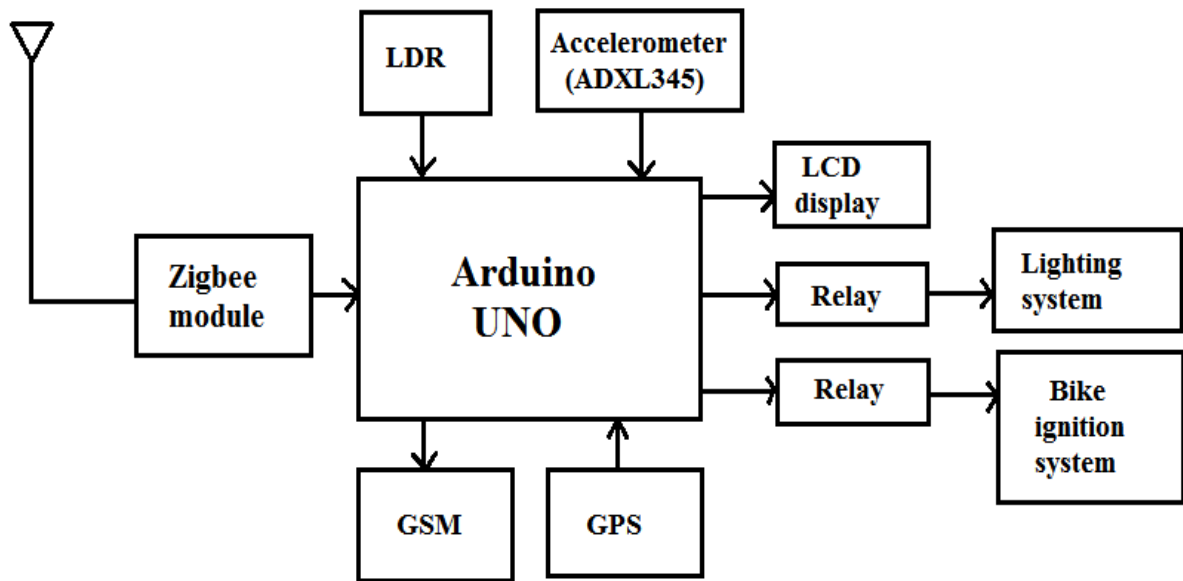 LDR
Accelerometer
(ADXL345)
LCD
display
Zigbee
module
Arduino
UNO
Relay
Lighting
system
Relay
Bike
ignition
system
GSM
GPS